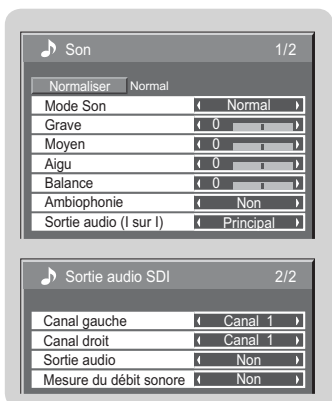 Son 1/2
Normaliser Normal
Mode Son Normal
Grave 0
Moyen 0
Aigu 0
Balance 0
Ambiophonie Non
Sortie audio (I sur I) Principal
Sortie audio SDI 2/2
Canal gauche Canal 1
Canal droit Canal 1
Sortie audio Non
Mesure du débit sonore Non